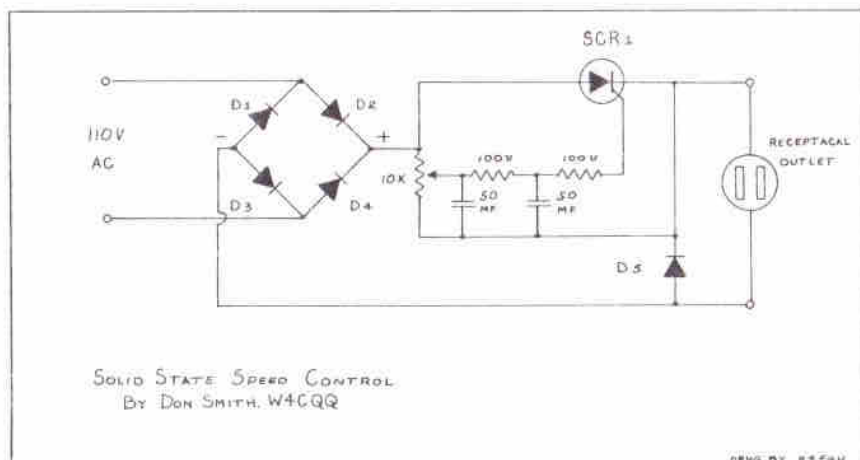 SCR1
D1
D2
110V
AC
-
+
D3
D4
10K
100Ω
100Ω
50
MF
50
MF
RECEPTACAL
OUTLET
D5
SOLID STATE SPEED CONTROL
BY DON SMITH, W4CQQ